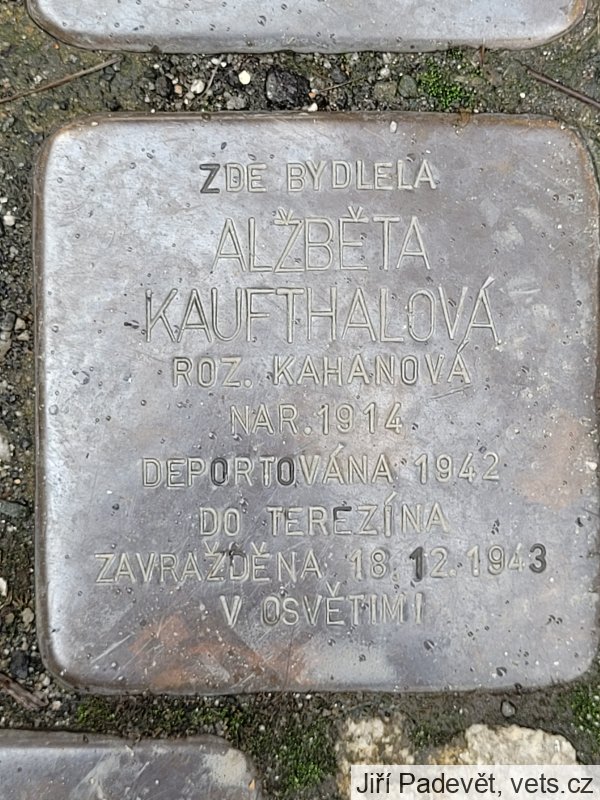 ZDE BYDLELA
ALŽBĚTA
KAUFTHALOVÁ
ROZ. KAHANOVÁ
NAR. 1914
DEPORTOVÁNA 1942
DO TEREZÍNA
ZAVRAŽDĚNA 18.12.1943
V OSVĚTIMI
Jiří Padevět, vets.cz